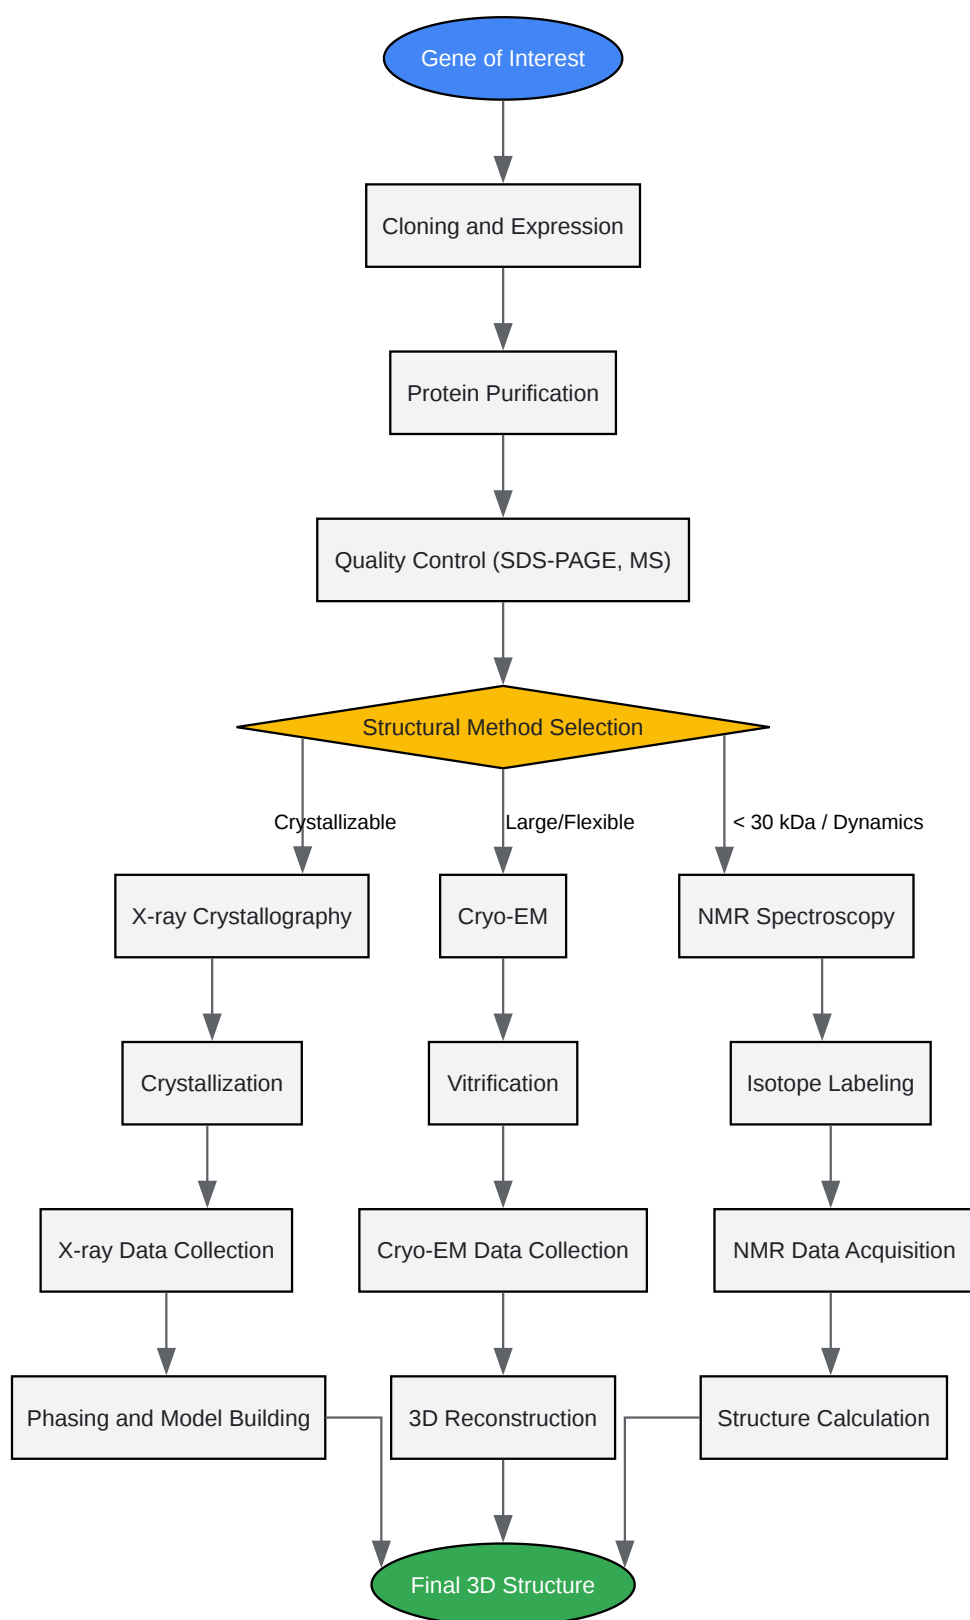 Gene of Interest
Cloning and Expression
Protein Purification
Quality Control (SDS-PAGE, MS)
Structural Method Selection
Crystallizable
Large/Flexible
< 30 kDa / Dynamics
X-ray Crystallography
Cryo-EM
NMR Spectroscopy
Crystallization
Vitrification
Isotope Labeling
X-ray Data Collection
Cryo-EM Data Collection
NMR Data Acquisition
Phasing and Model Building
3D Reconstruction
Structure Calculation
Final 3D Structure